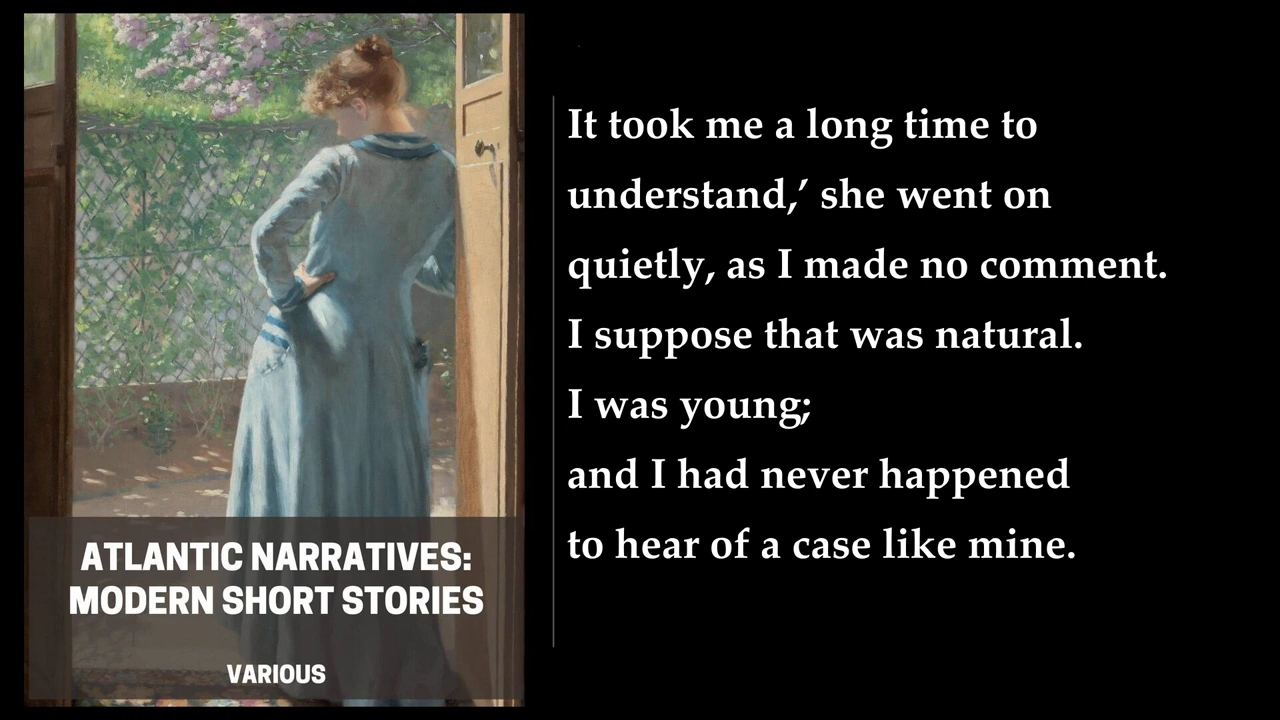 ATLANTIC NARRATIVES:
MODERN SHORT STORIES
VARIOUS
It took me a long time to
understand,’ she went on
quietly, as I made no comment.
I suppose that was natural.
I was young;
and I had never happened
to hear of a case like mine.